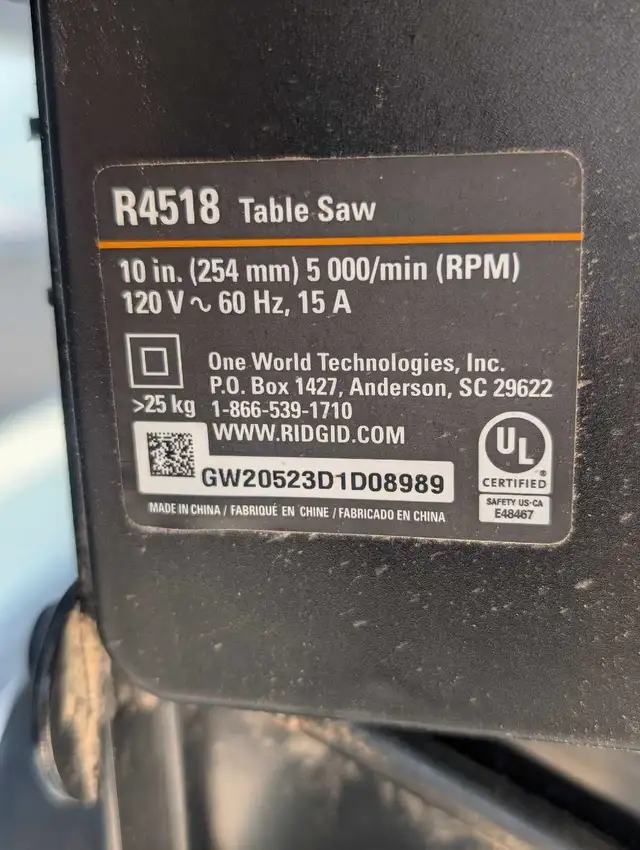 R4518 Table Saw
10 in. (254 mm) 5 000/min (RPM)
120 V ~ 60 Hz, 15 A
One World Technologies, Inc.
P.O. Box 1427, Anderson, SC 29622
>25 kg 1-866-539-1710
WWW.RIDGID.COM
GW20523D1D08989
UL ®
CERTIFIED
SAFETY US-CA
E48467
MADE IN CHINA / FABRIQUÉ EN CHINE / FABRICADO EN CHINA